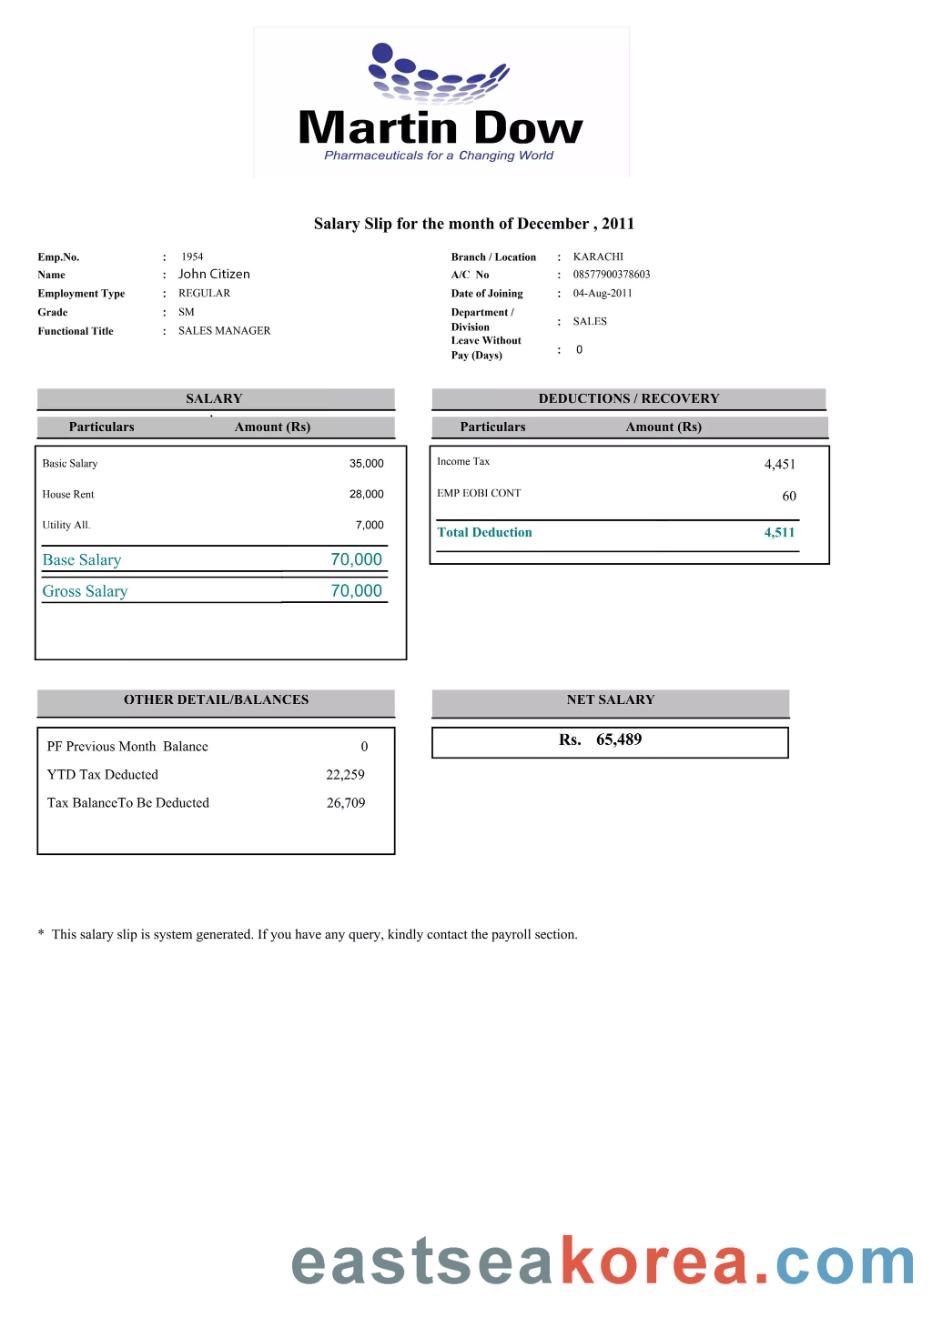 Martin Dow
Pharmaceuticals for a Changing World
Salary Slip for the month of December , 2011
Emp.No. : 1954
Name : John Citizen
Employment Type : REGULAR
Grade : SM
Functional Title : SALES MANAGER
Branch / Location : KARACHI
A/C No : 08577900378603
Date of Joining : 04-Aug-2011
Department /
Division : SALES
Leave Without
Pay (Days) : 0
SALARY
Particulars Amount (Rs)
Basic Salary 35,000
House Rent 28,000
Utility All. 7,000
Base Salary 70,000
Gross Salary 70,000
DEDUCTIONS / RECOVERY
Particulars Amount (Rs)
Income Tax 4,451
EMP EOBI CONT 60
Total Deduction 4,511
OTHER DETAIL/BALANCES
PF Previous Month Balance 0
YTD Tax Deducted 22,259
Tax BalanceTo Be Deducted 26,709
NET SALARY
Rs. 65,489
* This salary slip is system generated. If you have any query, kindly contact the payroll section.
eastseakorea.com